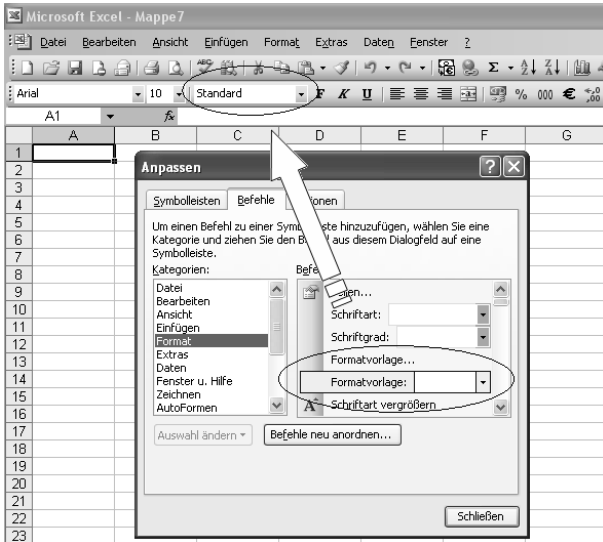 Microsoft Excel - Mappe7
Datei Bearbeiten Ansicht Einfügen Format Extras Daten Fenster ?
Arial 10 Standard F K U % 000 €
A1 fx
A B C D E F G
1
2
3
4
5
6
7
8
9
10
11
12
13
14
15
16
17
18
19
20
21
22
23
Anpassen
Symbolleisten Befehle
Um einen Befehl zu einer Symbolleiste hinzuzufügen, wählen Sie eine
Kategorie und ziehen Sie den Befehl aus diesem Dialogfeld auf eine
Symbolleiste.
Kategorien:
Datei
Bearbeiten
Ansicht
Einfügen
Format
Extras
Daten
Fenster u. Hilfe
Zeichnen
AutoFormen
Schriftart:
Schriftgrad:
Formatvorlage...
Formatvorlage:
A Schriftart vergrößern
Auswahl ändern
Befehle neu anordnen...
Schließen